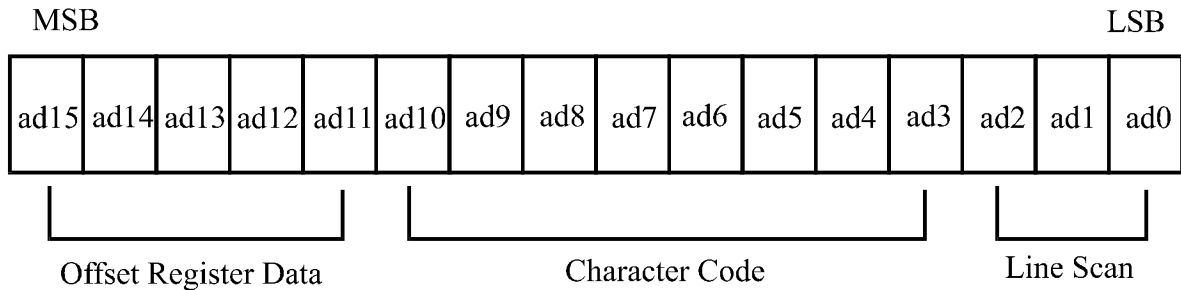 MSB LSB
ad15 ad14 ad13 ad12 ad11 ad10 ad9 ad8 ad7 ad6 ad5 ad4 ad3 ad2 ad1 ad0
Offset Register Data Character Code Line Scan